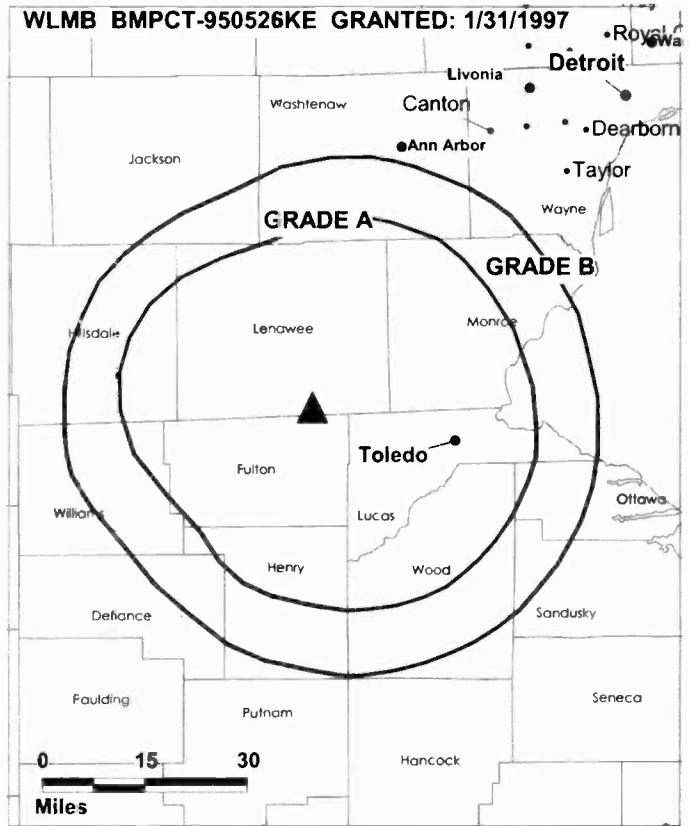 WLMB BMPCT-950526KE GRANTED: 1/31/1997
Royal
Wa
Detroit
Livonia
Washtenaw
Canton
Dearborn
Ann Arbor
Jackson
Taylor
Wayne
GRADE A
GRADE B
Hillsdale
Lenawee
Monroe
Toledo
Fulton
Ottawa
Williams
Lucas
Henry
Wood
Defiance
Sandusky
Faulding
Putnam
Seneca
Hancock
0 15 30
Miles